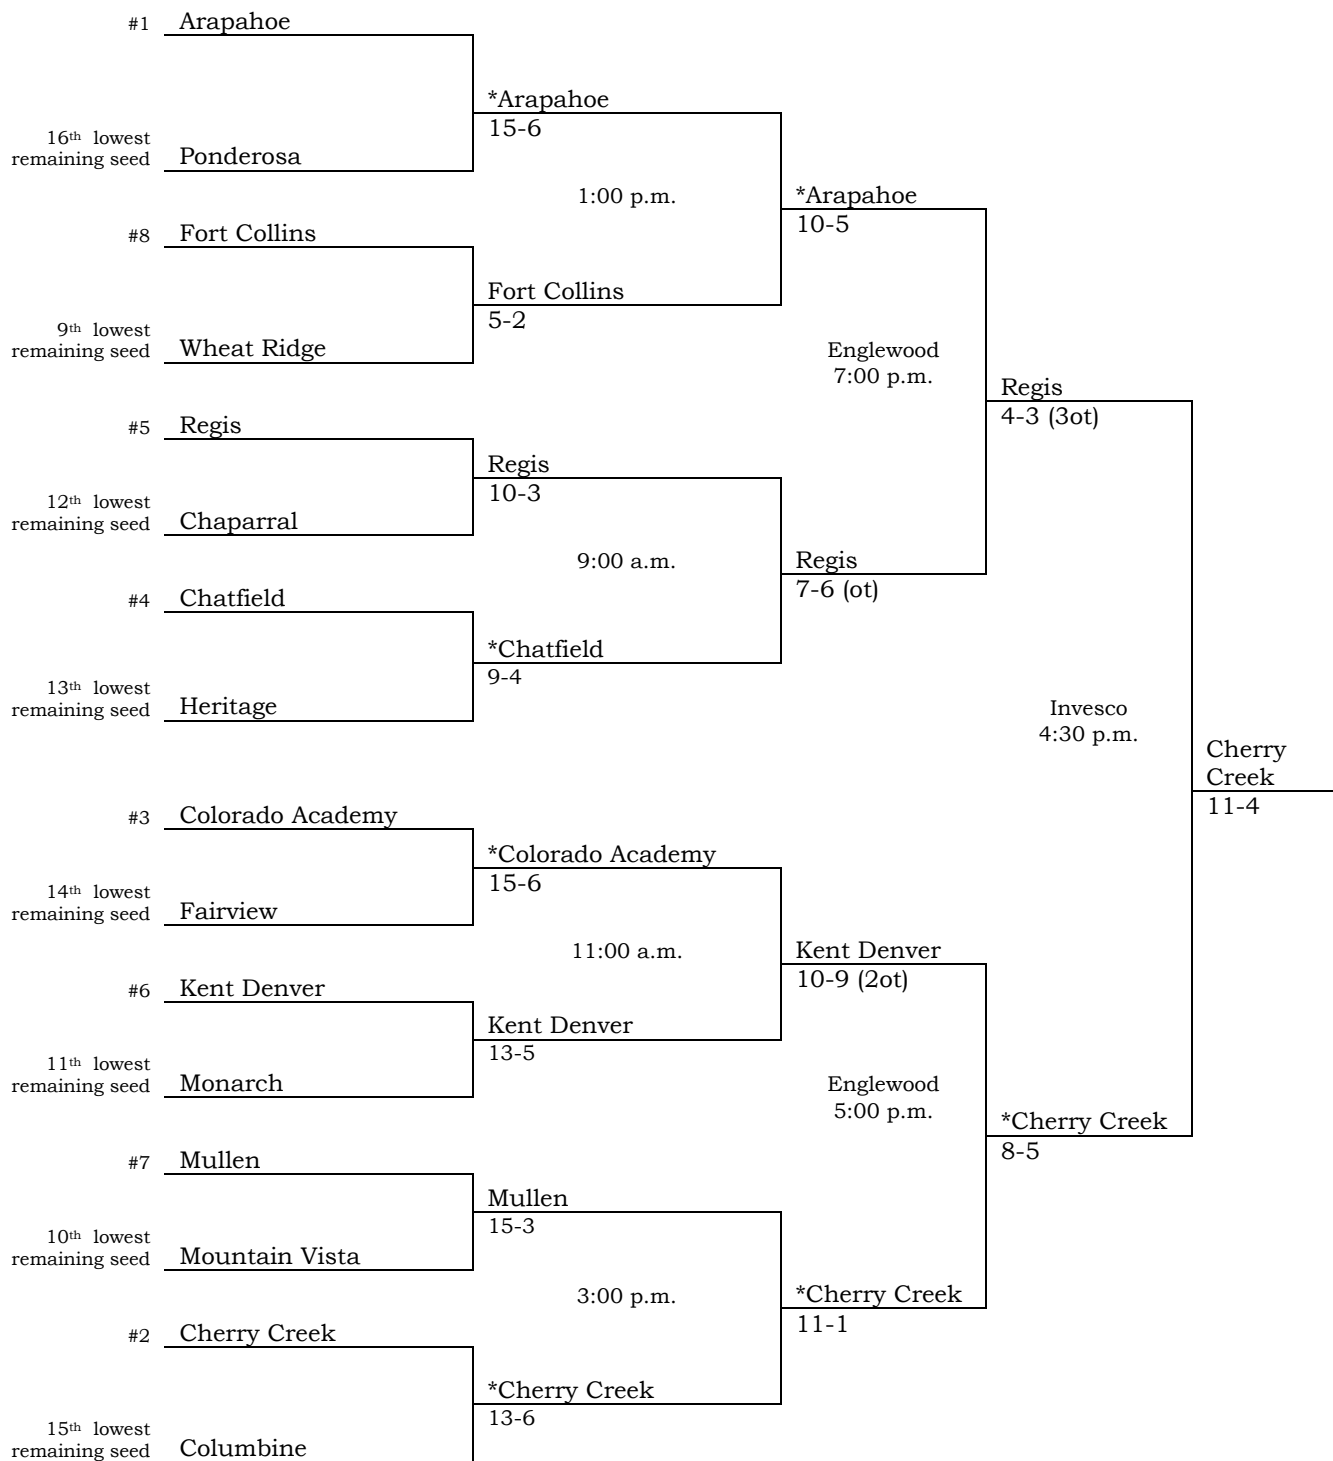 #1 Arapahoe
*Arapahoe
15-6
16th lowest
remaining seed Ponderosa
1:00 p.m.
*Arapahoe
10-5
#8 Fort Collins
Fort Collins
5-2
9th lowest
remaining seed Wheat Ridge
Englewood
7:00 p.m.
Regis
4-3 (3ot)
#5 Regis
Regis
10-3
12th lowest
remaining seed Chaparral
9:00 a.m.
Regis
7-6 (ot)
#4 Chatfield
*Chatfield
9-4
13th lowest
remaining seed Heritage
Invesco
4:30 p.m.
Cherry
Creek
11-4
#3 Colorado Academy
*Colorado Academy
15-6
14th lowest
remaining seed Fairview
11:00 a.m.
Kent Denver
10-9 (2ot)
#6 Kent Denver
Kent Denver
13-5
11th lowest
remaining seed Monarch
Englewood
5:00 p.m.
*Cherry Creek
8-5
#7 Mullen
Mullen
15-3
10th lowest
remaining seed Mountain Vista
3:00 p.m.
*Cherry Creek
11-1
#2 Cherry Creek
*Cherry Creek
13-6
15th lowest
remaining seed Columbine